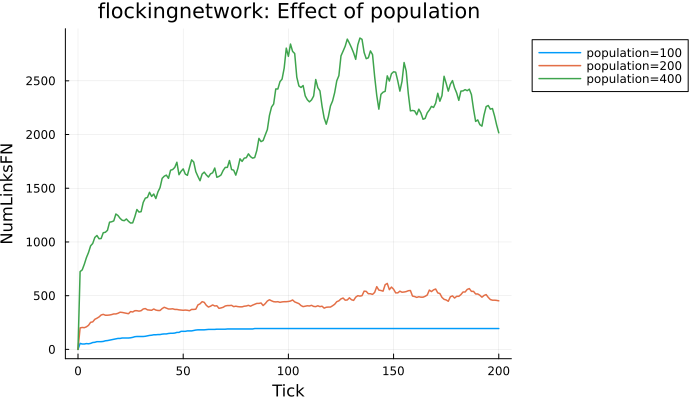 flockingnetwork: Effect of population
population=100
population=200
population=400
NumLinksFN
2500
2000
1500
1000
500
0
0 50 100 150 200
Tick